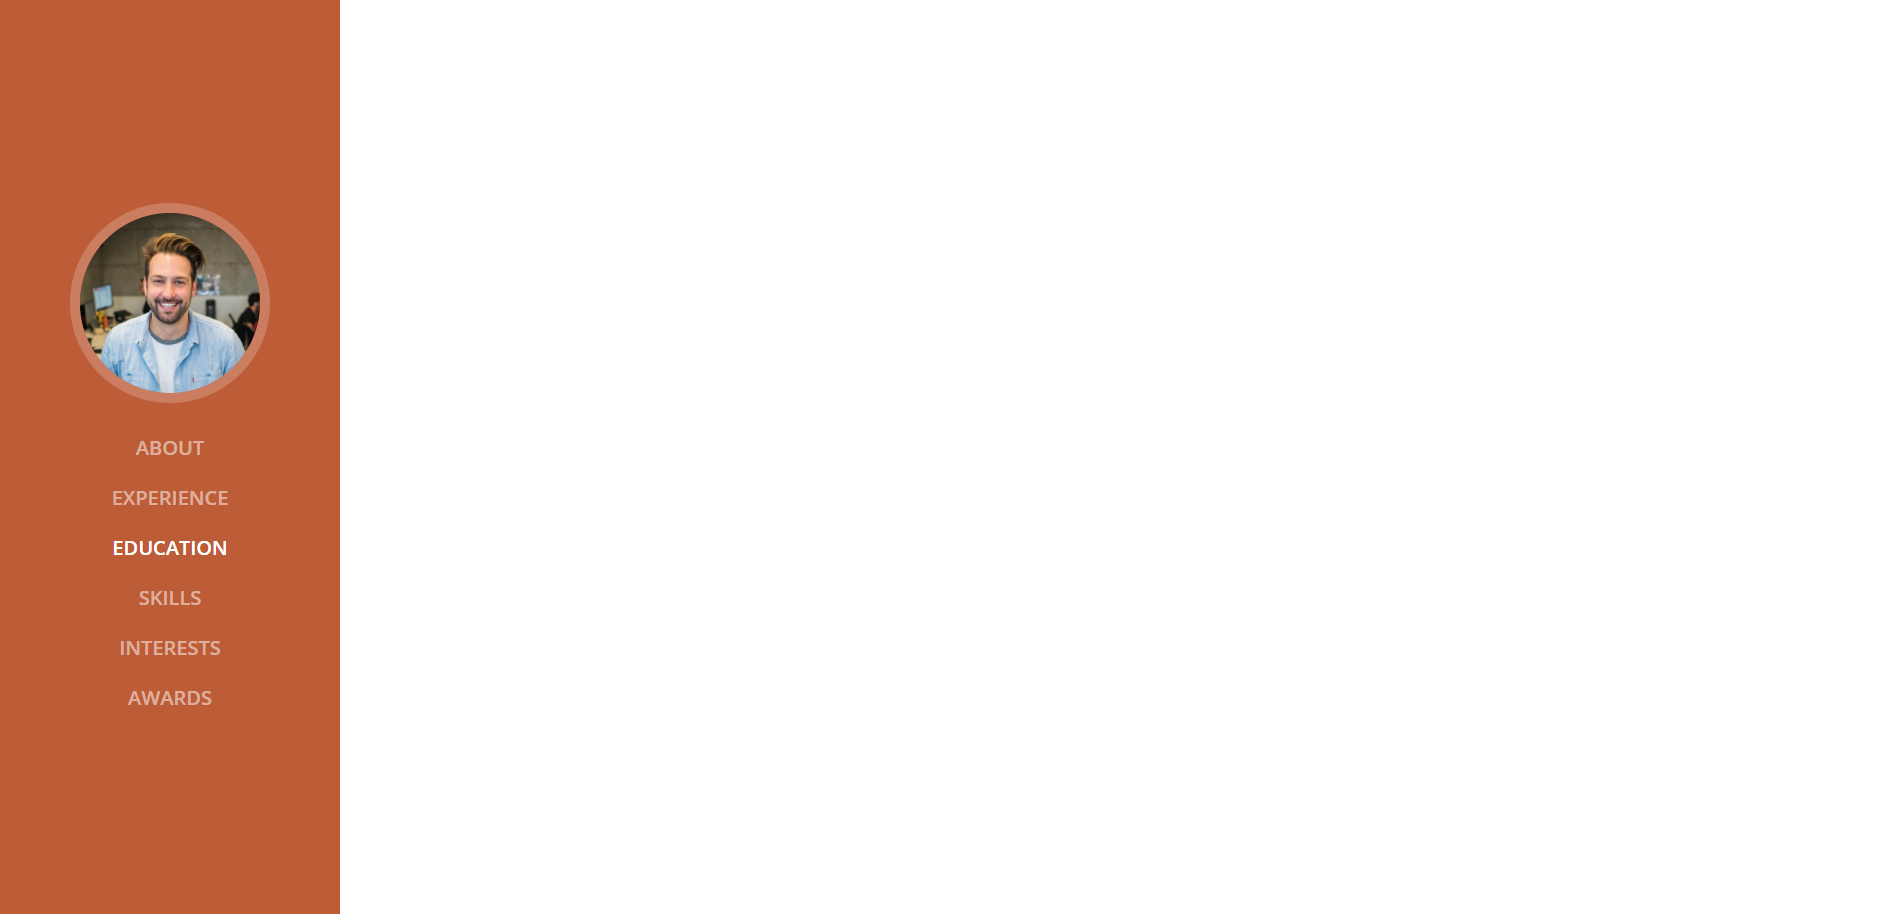 ABOUT
EXPERIENCE
EDUCATION
SKILLS
INTERESTS
AWARDS